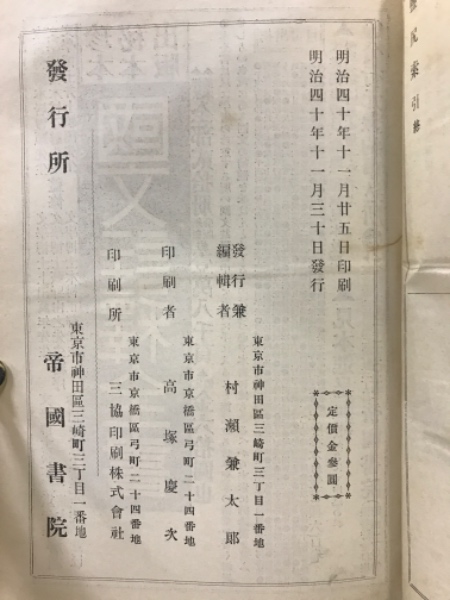 索引終
明治四十年十一月廿五日印刷
明治四十年十一月三十日發行
定價金參圓
東京市神田區三崎町三丁目一番地
發行兼
編輯者
村瀨兼太郎
東京市京橋區弓町二十四番地
印刷者
高塚慶次
東京市京橋區弓町二十四番地
印刷所
三協印刷株式會社
發行所
東京市神田區三崎町三丁目一番地
帝國書院